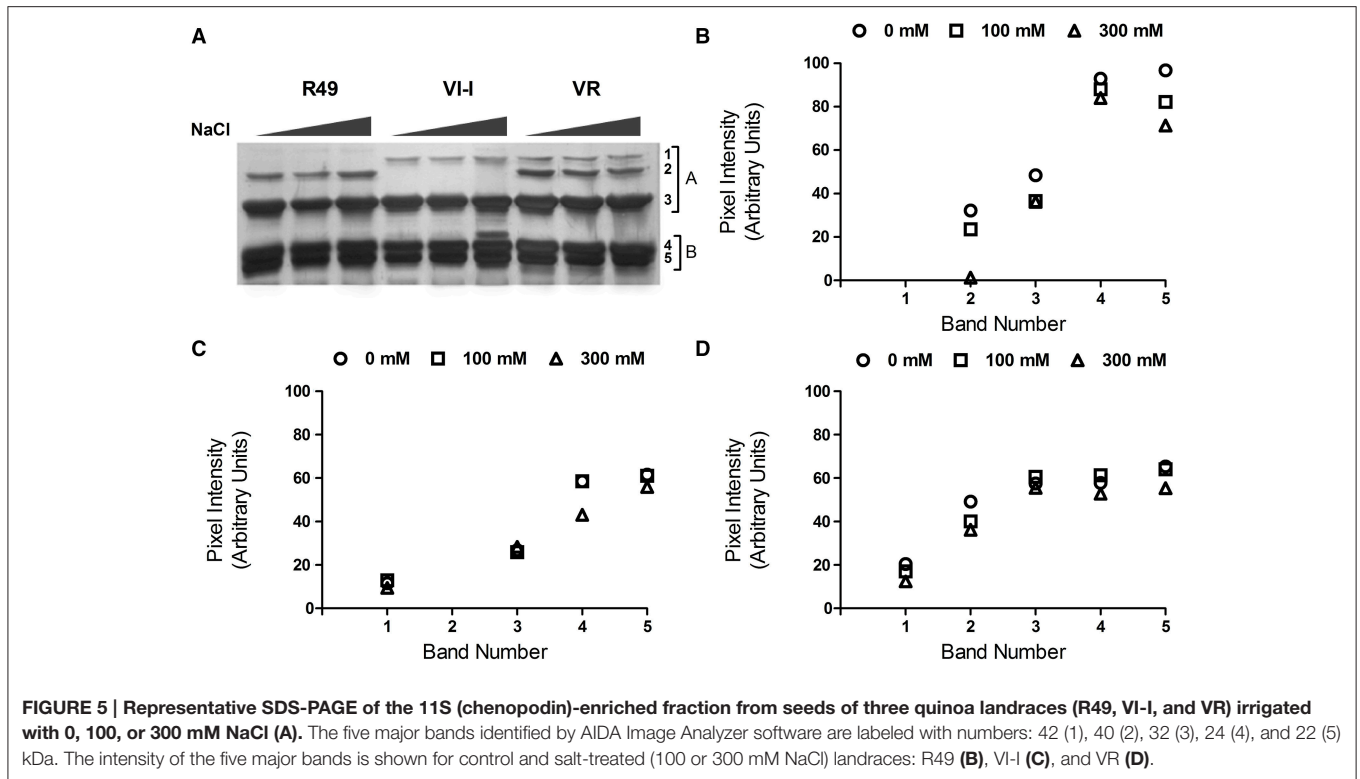 A
R49 VI-I VR
NaCl
1
2
A
3
4
B
5
B
0 mM 100 mM 300 mM
Pixel Intensity
(Arbitrary Units)
100
80
60
40
20
0
1 2 3 4 5
Band Number
C
0 mM 100 mM 300 mM
Pixel Intensity
(Arbitrary Units)
100
80
60
40
20
0
1 2 3 4 5
Band Number
D
0 mM 100 mM 300 mM
Pixel Intensity
(Arbitrary Units)
100
80
60
40
20
0
1 2 3 4 5
Band Number
FIGURE 5 | Representative SDS-PAGE of the 11S (chenopodin)-enriched fraction from seeds of three quinoa landraces (R49, VI-I, and VR) irrigated
with 0, 100, or 300 mM NaCl (A). The five major bands identified by AIDA Image Analyzer software are labeled with numbers: 42 (1), 40 (2), 32 (3), 24 (4), and 22 (5)
kDa. The intensity of the five major bands is shown for control and salt-treated (100 or 300 mM NaCl) landraces: R49 (B), VI-I (C), and VR (D).